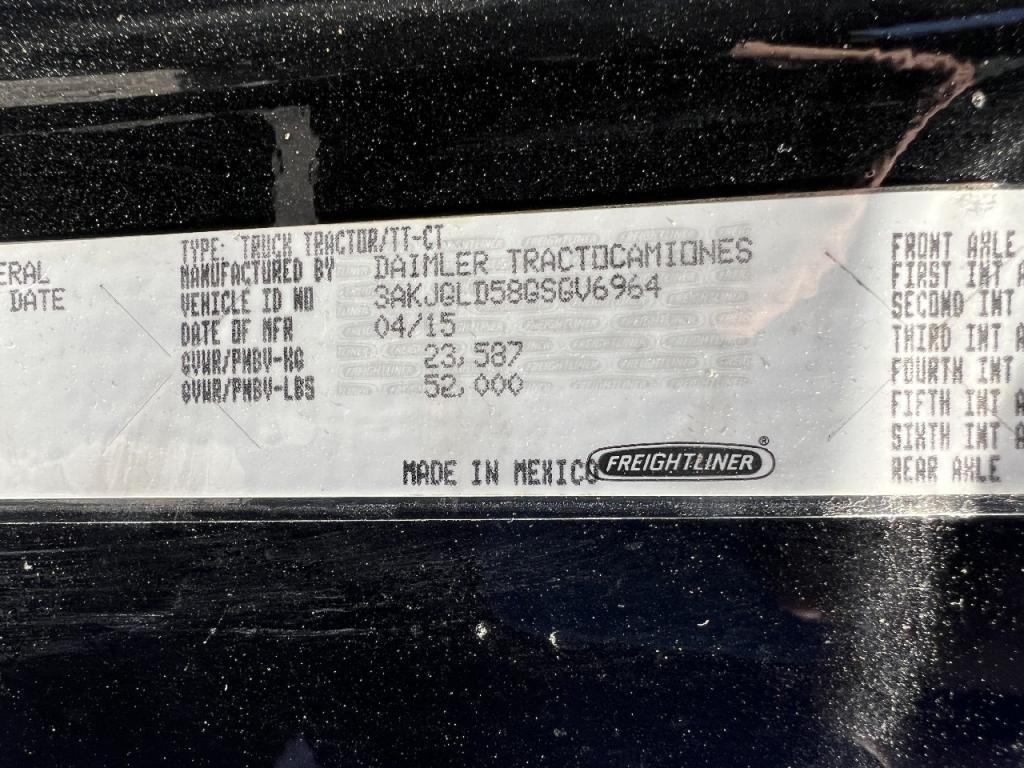 ERAL
DATE
TYPE: TRUCK TRACTOR/TT-CT
MANUFACTURED BY DAIMLER TRACTOCAMIONES
VEHICLE ID NO 3AKJGLD58GSGV6964
DATE OF MFR 04/15
GVWR/PNBV-KG 23,587
GVWR/PNBV-LBS 52,000
MADE IN MEXICO FREIGHTLINER®
FRONT AXLE
FIRST INT A
SECOND INT
THIRD INT A
FOURTH INT
FIFTH INT A
SIXTH INT A
REAR AXLE